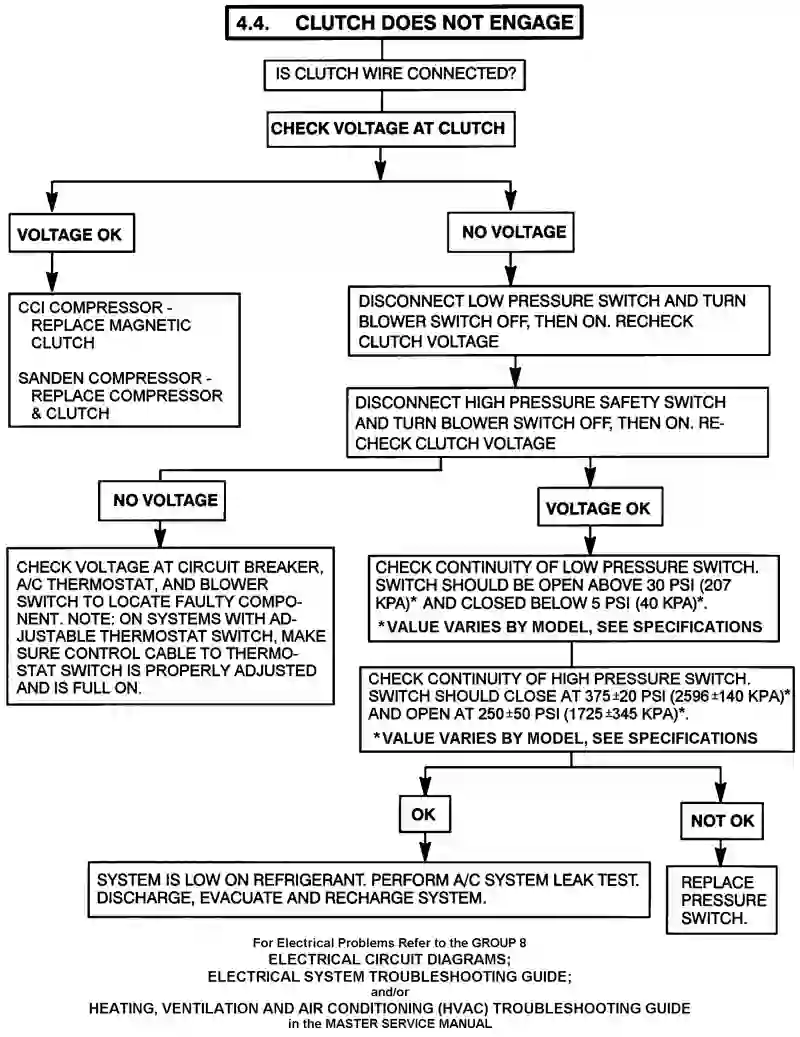 4.4. CLUTCH DOES NOT ENGAGE
IS CLUTCH WIRE CONNECTED?
CHECK VOLTAGE AT CLUTCH
VOLTAGE OK
NO VOLTAGE
CCI COMPRESSOR -
REPLACE MAGNETIC
CLUTCH
SANDEN COMPRESSOR -
REPLACE COMPRESSOR
& CLUTCH
DISCONNECT LOW PRESSURE SWITCH AND TURN
BLOWER SWITCH OFF, THEN ON. RECHECK
CLUTCH VOLTAGE
DISCONNECT HIGH PRESSURE SAFETY SWITCH
AND TURN BLOWER SWITCH OFF, THEN ON. RE-
CHECK CLUTCH VOLTAGE
NO VOLTAGE
VOLTAGE OK
CHECK VOLTAGE AT CIRCUIT BREAKER,
A/C THERMOSTAT, AND BLOWER
SWITCH TO LOCATE FAULTY COMPO-
NENT. NOTE: ON SYSTEMS WITH AD-
JUSTABLE THERMOSTAT SWITCH, MAKE
SURE CONTROL CABLE TO THERMO-
STAT SWITCH IS PROPERLY ADJUSTED
AND IS FULL ON.
CHECK CONTINUITY OF LOW PRESSURE SWITCH.
SWITCH SHOULD BE OPEN ABOVE 30 PSI (207
KPA)* AND CLOSED BELOW 5 PSI (40 KPA)*.
*VALUE VARIES BY MODEL, SEE SPECIFICATIONS
CHECK CONTINUITY OF HIGH PRESSURE SWITCH.
SWITCH SHOULD CLOSE AT 375±20 PSI (2596±140 KPA)*
AND OPEN AT 250±50 PSI (1725±345 KPA)*.
*VALUE VARIES BY MODEL, SEE SPECIFICATIONS
OK
NOT OK
SYSTEM IS LOW ON REFRIGERANT. PERFORM A/C SYSTEM LEAK TEST.
DISCHARGE, EVACUATE AND RECHARGE SYSTEM.
REPLACE
PRESSURE
SWITCH.
For Electrical Problems Refer to the GROUP 8
ELECTRICAL CIRCUIT DIAGRAMS;
ELECTRICAL SYSTEM TROUBLESHOOTING GUIDE;
and/or
HEATING, VENTILATION AND AIR CONDITIONING (HVAC) TROUBLESHOOTING GUIDE
in the MASTER SERVICE MANUAL